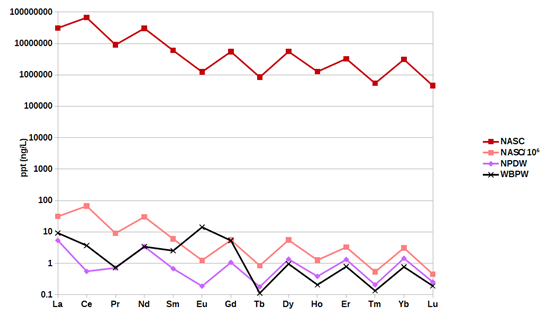 100000000
10000000
1000000
100000
10000
1000
100
10
1
0.1
ppt (ng/L)
La Ce Pr Nd Sm Eu Gd Tb Dy Ho Er Tm Yb Lu
NASC
NASC/10⁶
NPDW
WBPW